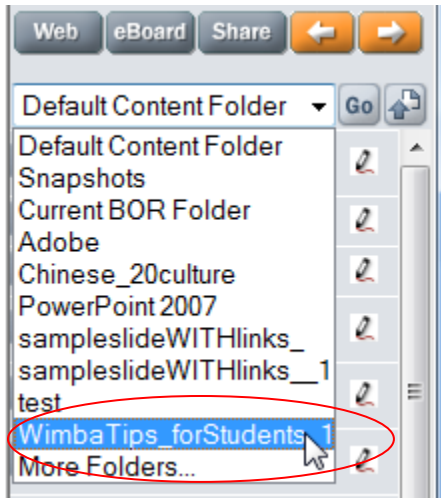 Web eBoard Share
Default Content Folder Go
Default Content Folder
Snapshots
Current BOR Folder
Adobe
Chinese_20culture
PowerPoint 2007
sampleslideWITHlinks_
sampleslideWITHlinks__1
test
WimbaTips_forStudents_1
More Folders...